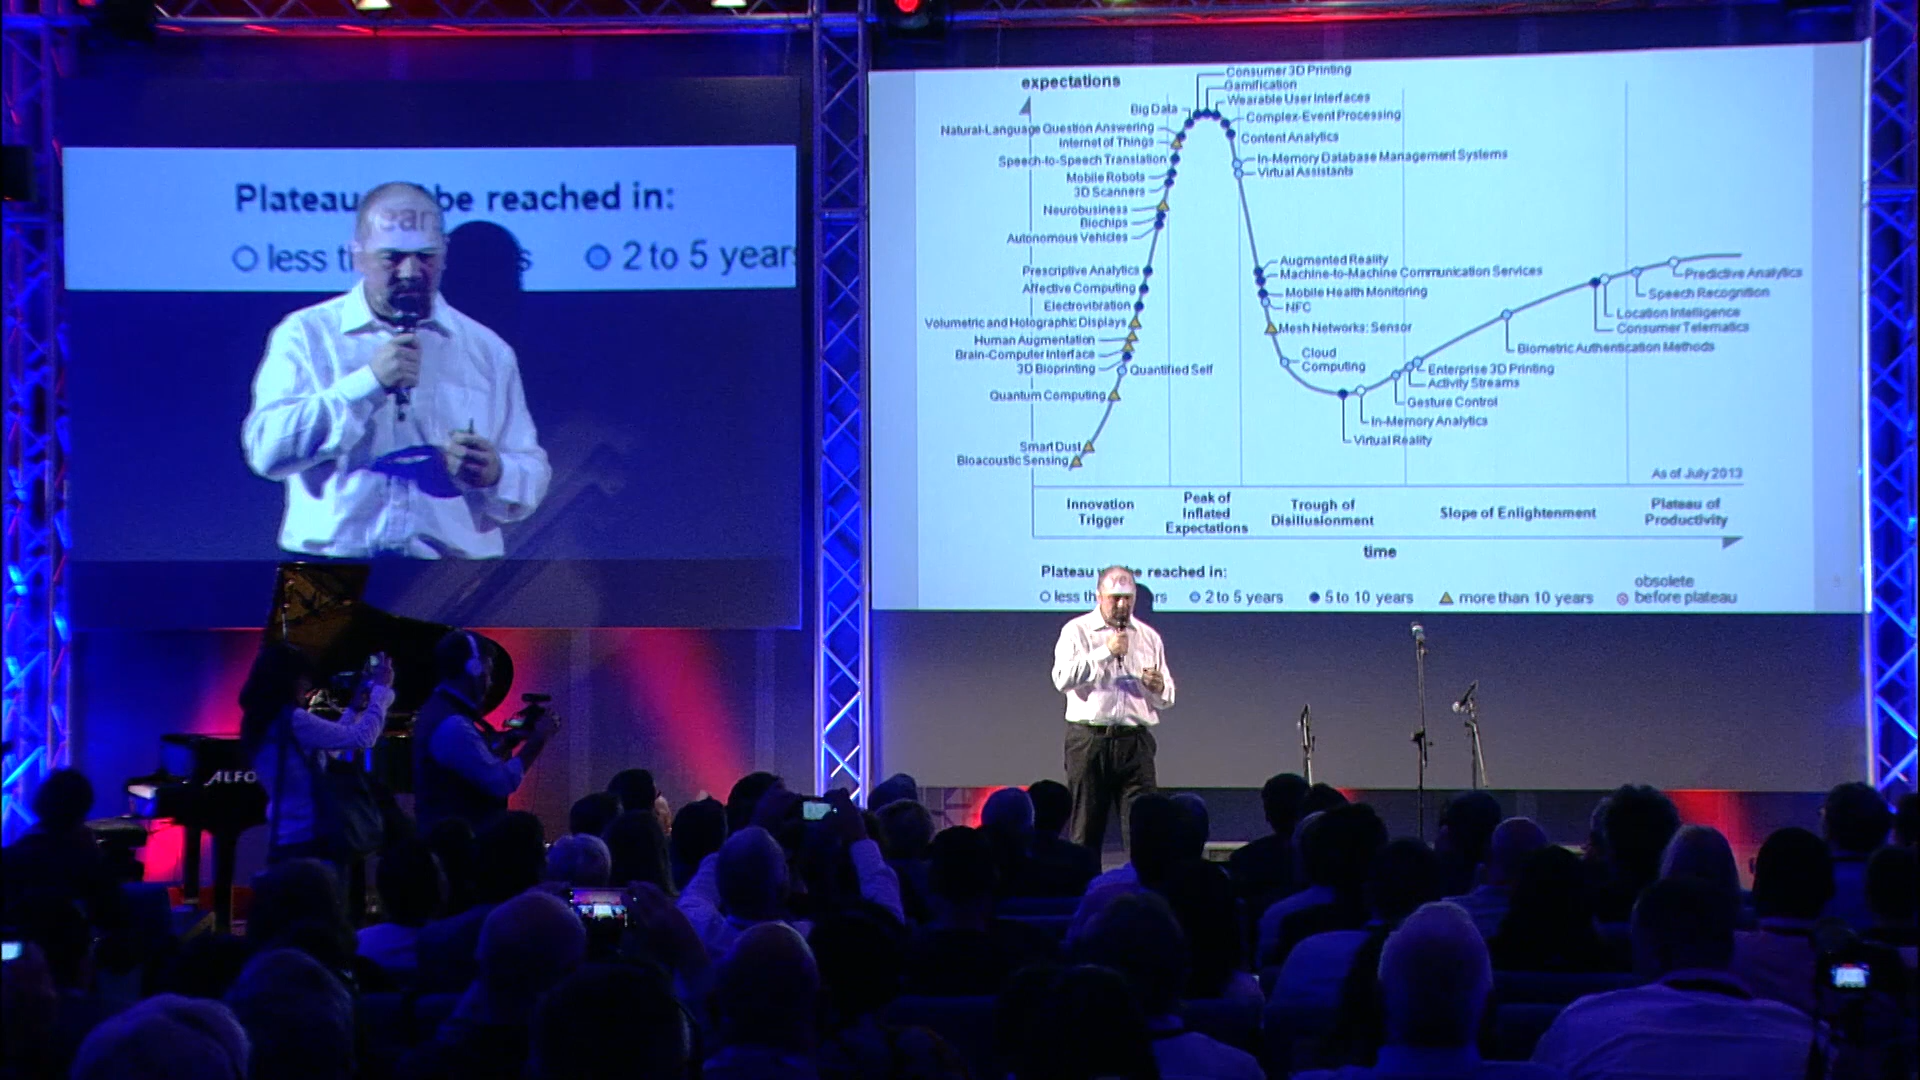 Plateau be reached in:
ear
less s 2 to 5 years
ALFO
expectations
Consumer 3D Printing
Gamification
Wearable User Interfaces
Big Data
Complex-Event Processing
Natural-Language Question Answering
Content Analytics
Internet of Things
Speech-to-Speech Translation
In-Memory Database Management Systems
Mobile Robots
Virtual Assistants
3D Scanners
Neurobusiness
Biochips
Autonomous Vehicles
Augmented Reality
Prescriptive Analytics
Machine-to-Machine Communication Services
Predictive Analytics
Affective Computing
Mobile Health Monitoring
Speech Recognition
Electrovibration
NFC
Location Intelligence
Volumetric and Holographic Displays
Mesh Networks: Sensor
Consumer Telematics
Human Augmentation
Biometric Authentication Methods
Brain-Computer Interface
Cloud
Computing
3D Bioprinting
Quantified Self
Enterprise 3D Printing
Activity Streams
Quantum Computing
Gesture Control
In-Memory Analytics
Virtual Reality
Smart Dust
Bioacoustic Sensing
As of July 2013
Innovation
Trigger
Peak of
Inflated
Expectations
Trough of
Disillusionment
Slope of Enlightenment
Plateau of
Productivity
time
Plateau be reached in:
ye
less th rs 2 to 5 years 5 to 10 years more than 10 years
obsolete
before plateau